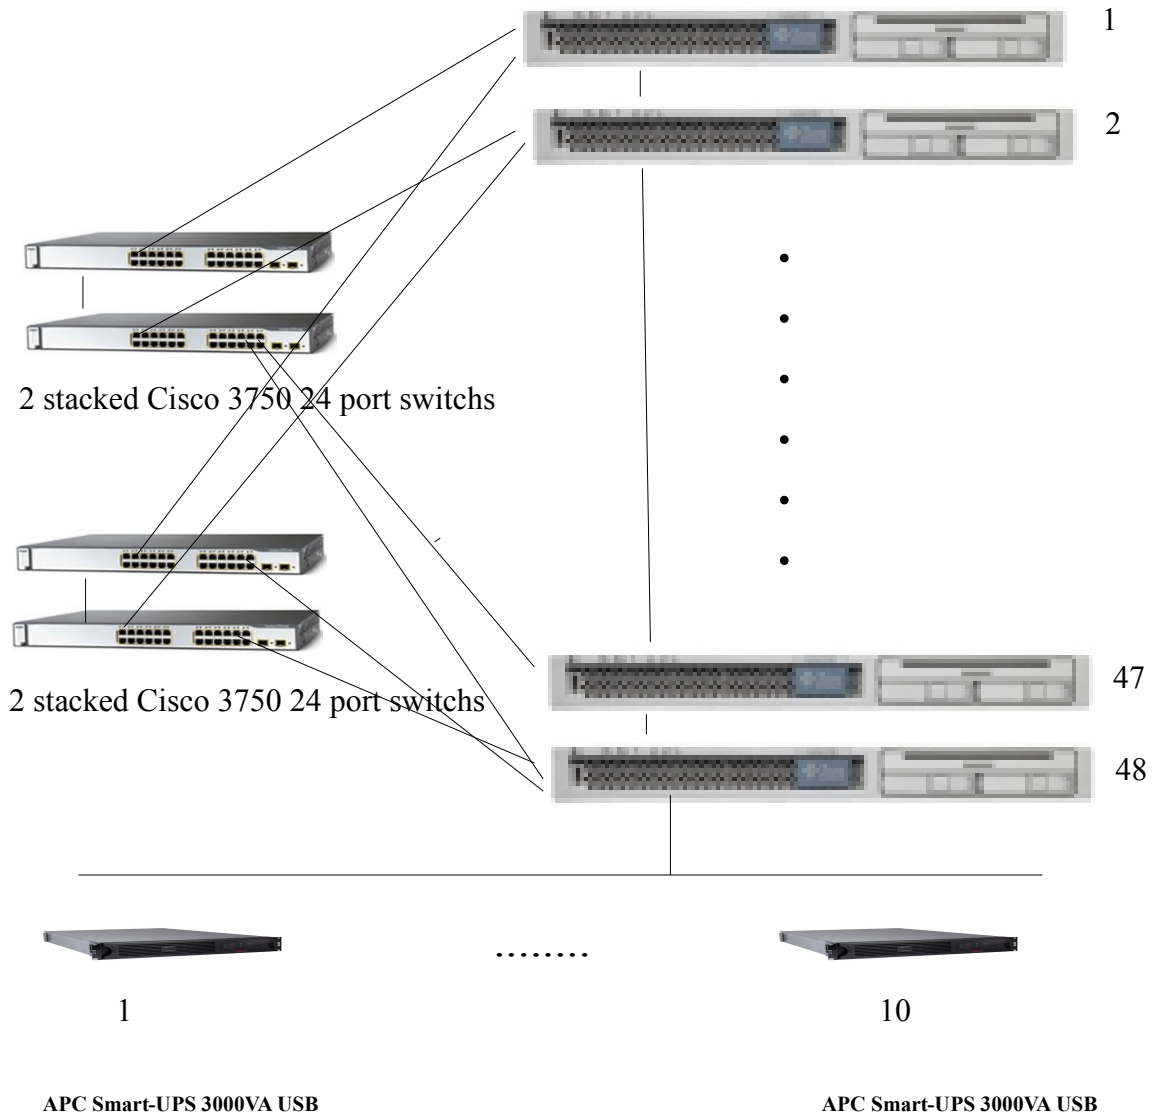 1
2
2 stacked Cisco 3750 24 port switchs
2 stacked Cisco 3750 24 port switchs
47
48
........
1
10
APC Smart-UPS 3000VA USB
APC Smart-UPS 3000VA USB